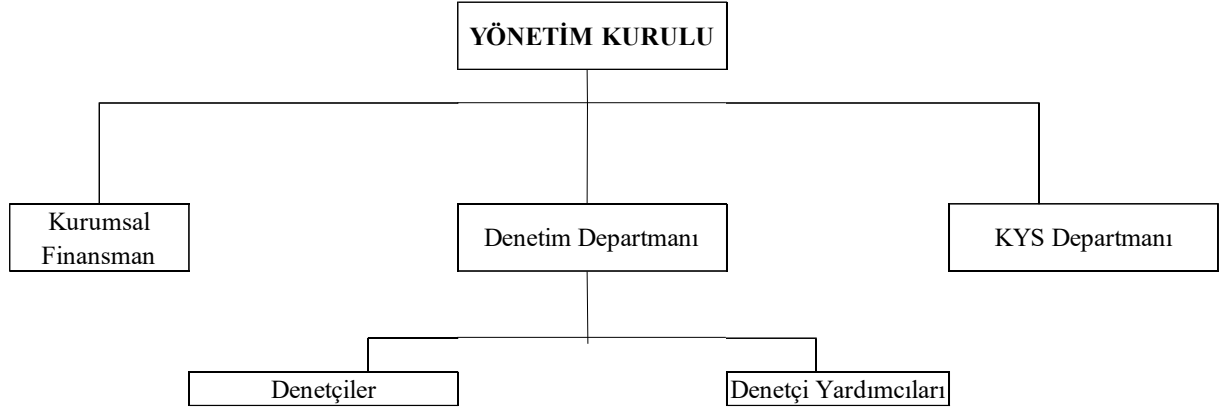 YÖNETİM KURULU
Kurumsal
Finansman
Denetim Departmanı
KYS Departmanı
Denetçiler
Denetçi Yardımcıları